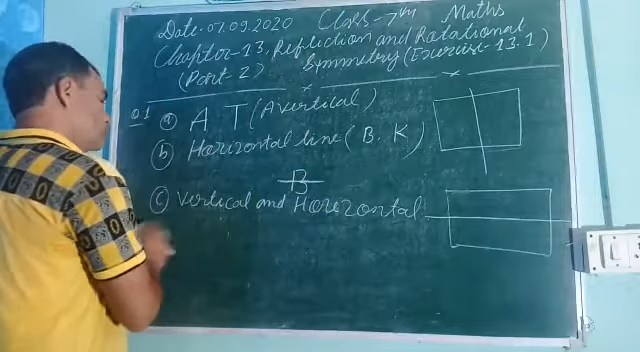 Date. 07.09.2020 Class - 7th Maths
Chapter-13. Reflection and Rotational
(Part 2) Symmetry (Exercise-13.1)
Q.1 (a) A T (A vertical)
(b) Horizontal line (B, K)
B
(c) Vertical and Horizontal